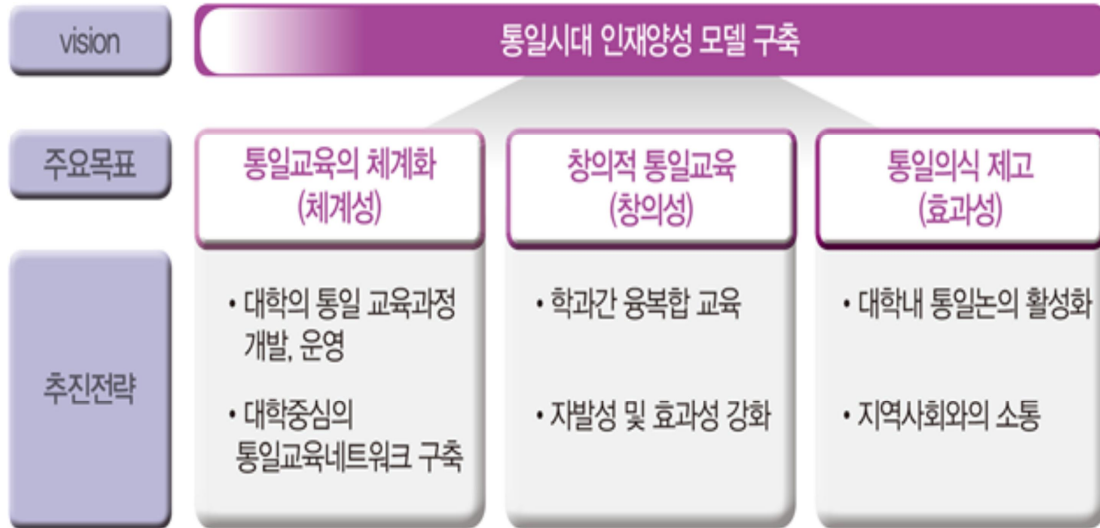 vision
통일시대 인재양성 모델 구축
주요목표
통일교육의 체계화
(체계성)
창의적 통일교육
(창의성)
통일의식 제고
(효과성)
추진전략
• 대학의 통일 교육과정
개발, 운영
• 대학중심의
통일교육네트워크 구축
• 학과간 융복합 교육
• 자발성 및 효과성 강화
• 대학내 통일논의 활성화
• 지역사회와의 소통